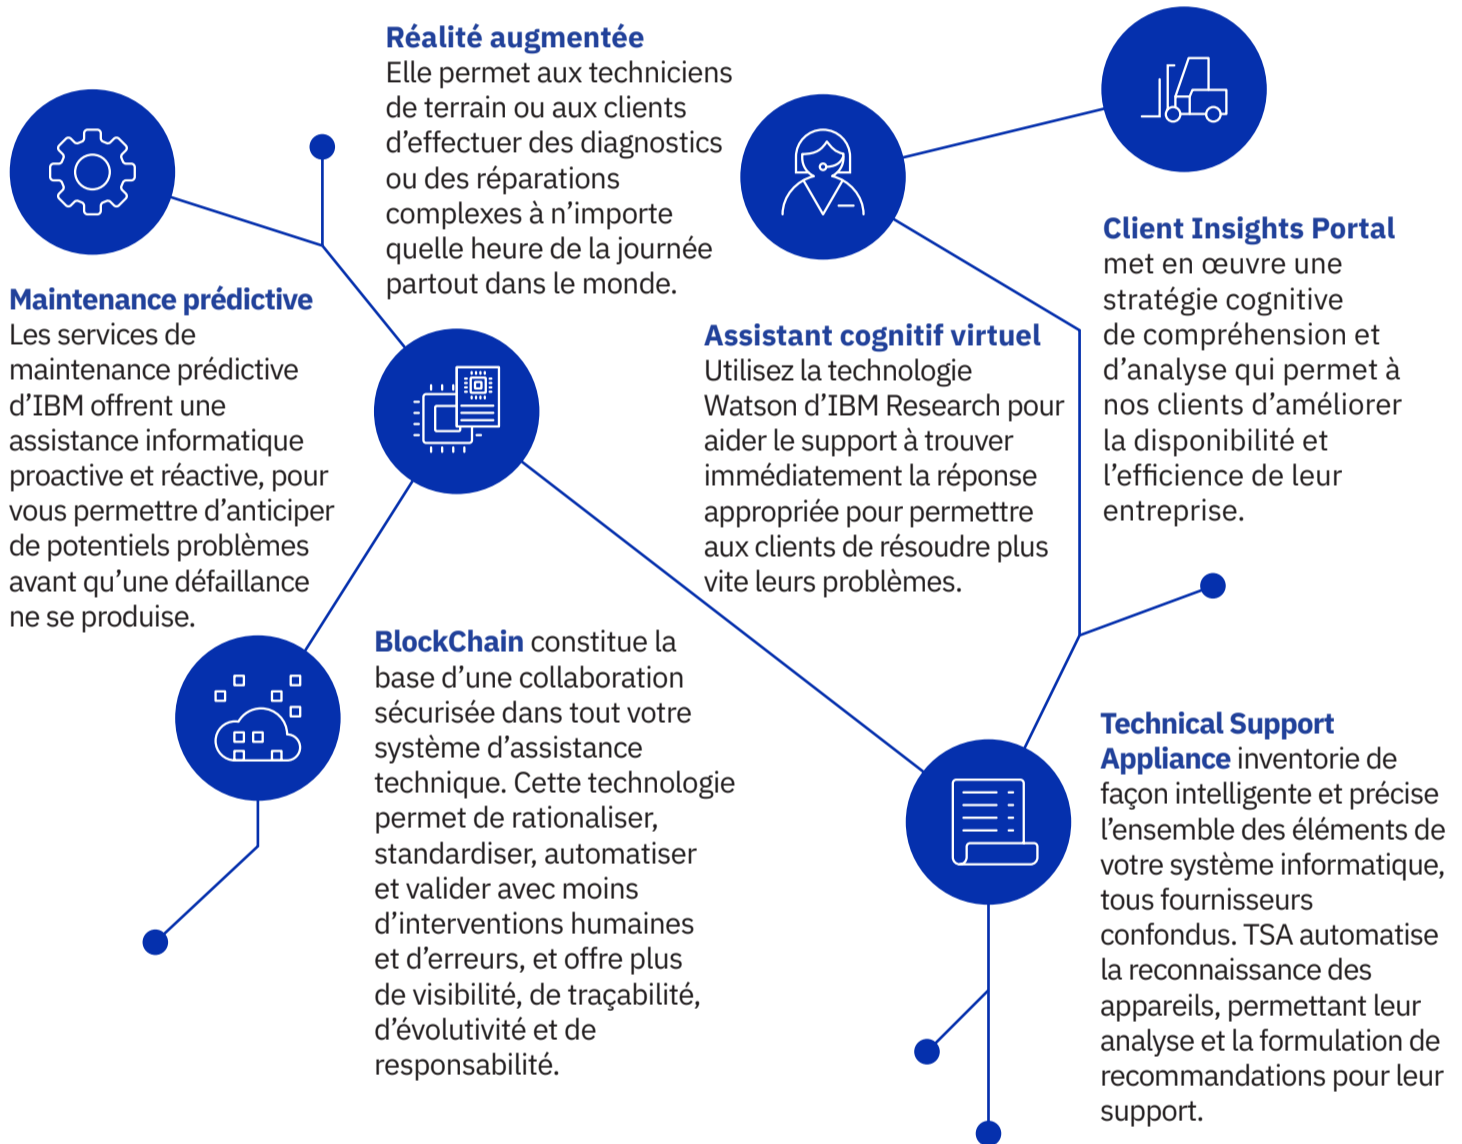 Réalité augmentée
Elle permet aux techniciens
de terrain ou aux clients
d’effectuer des diagnostics
ou des réparations
complexes à n’importe
quelle heure de la journée
partout dans le monde.
Maintenance prédictive
Les services de
maintenance prédictive
d’IBM offrent une
assistance informatique
proactive et réactive, pour
vous permettre d’anticiper
de potentiels problèmes
avant qu’une défaillance
ne se produise.
Assistant cognitif virtuel
Utilisez la technologie
Watson d’IBM Research pour
aider le support à trouver
immédiatement la réponse
appropriée pour permettre
aux clients de résoudre plus
vite leurs problèmes.
Client Insights Portal
met en œuvre une
stratégie cognitive
de compréhension et
d’analyse qui permet à
nos clients d’améliorer
la disponibilité et
l’efficience de leur
entreprise.
BlockChain constitue la
base d’une collaboration
sécurisée dans tout votre
système d’assistance
technique. Cette technologie
permet de rationaliser,
standardiser, automatiser
et valider avec moins
d’interventions humaines
et d’erreurs, et offre plus
de visibilité, de traçabilité,
d’évolutivité et de
responsabilité.
Technical Support
Appliance inventorie de
façon intelligente et précise
l’ensemble des éléments de
votre système informatique,
tous fournisseurs
confondus. TSA automatise
la reconnaissance des
appareils, permettant leur
analyse et la formulation de
recommandations pour leur
support.